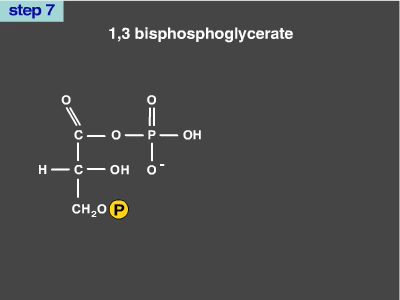 step 7
1,3 bisphosphoglycerate
O O
C O P OH
H C OH O -
CH2O P